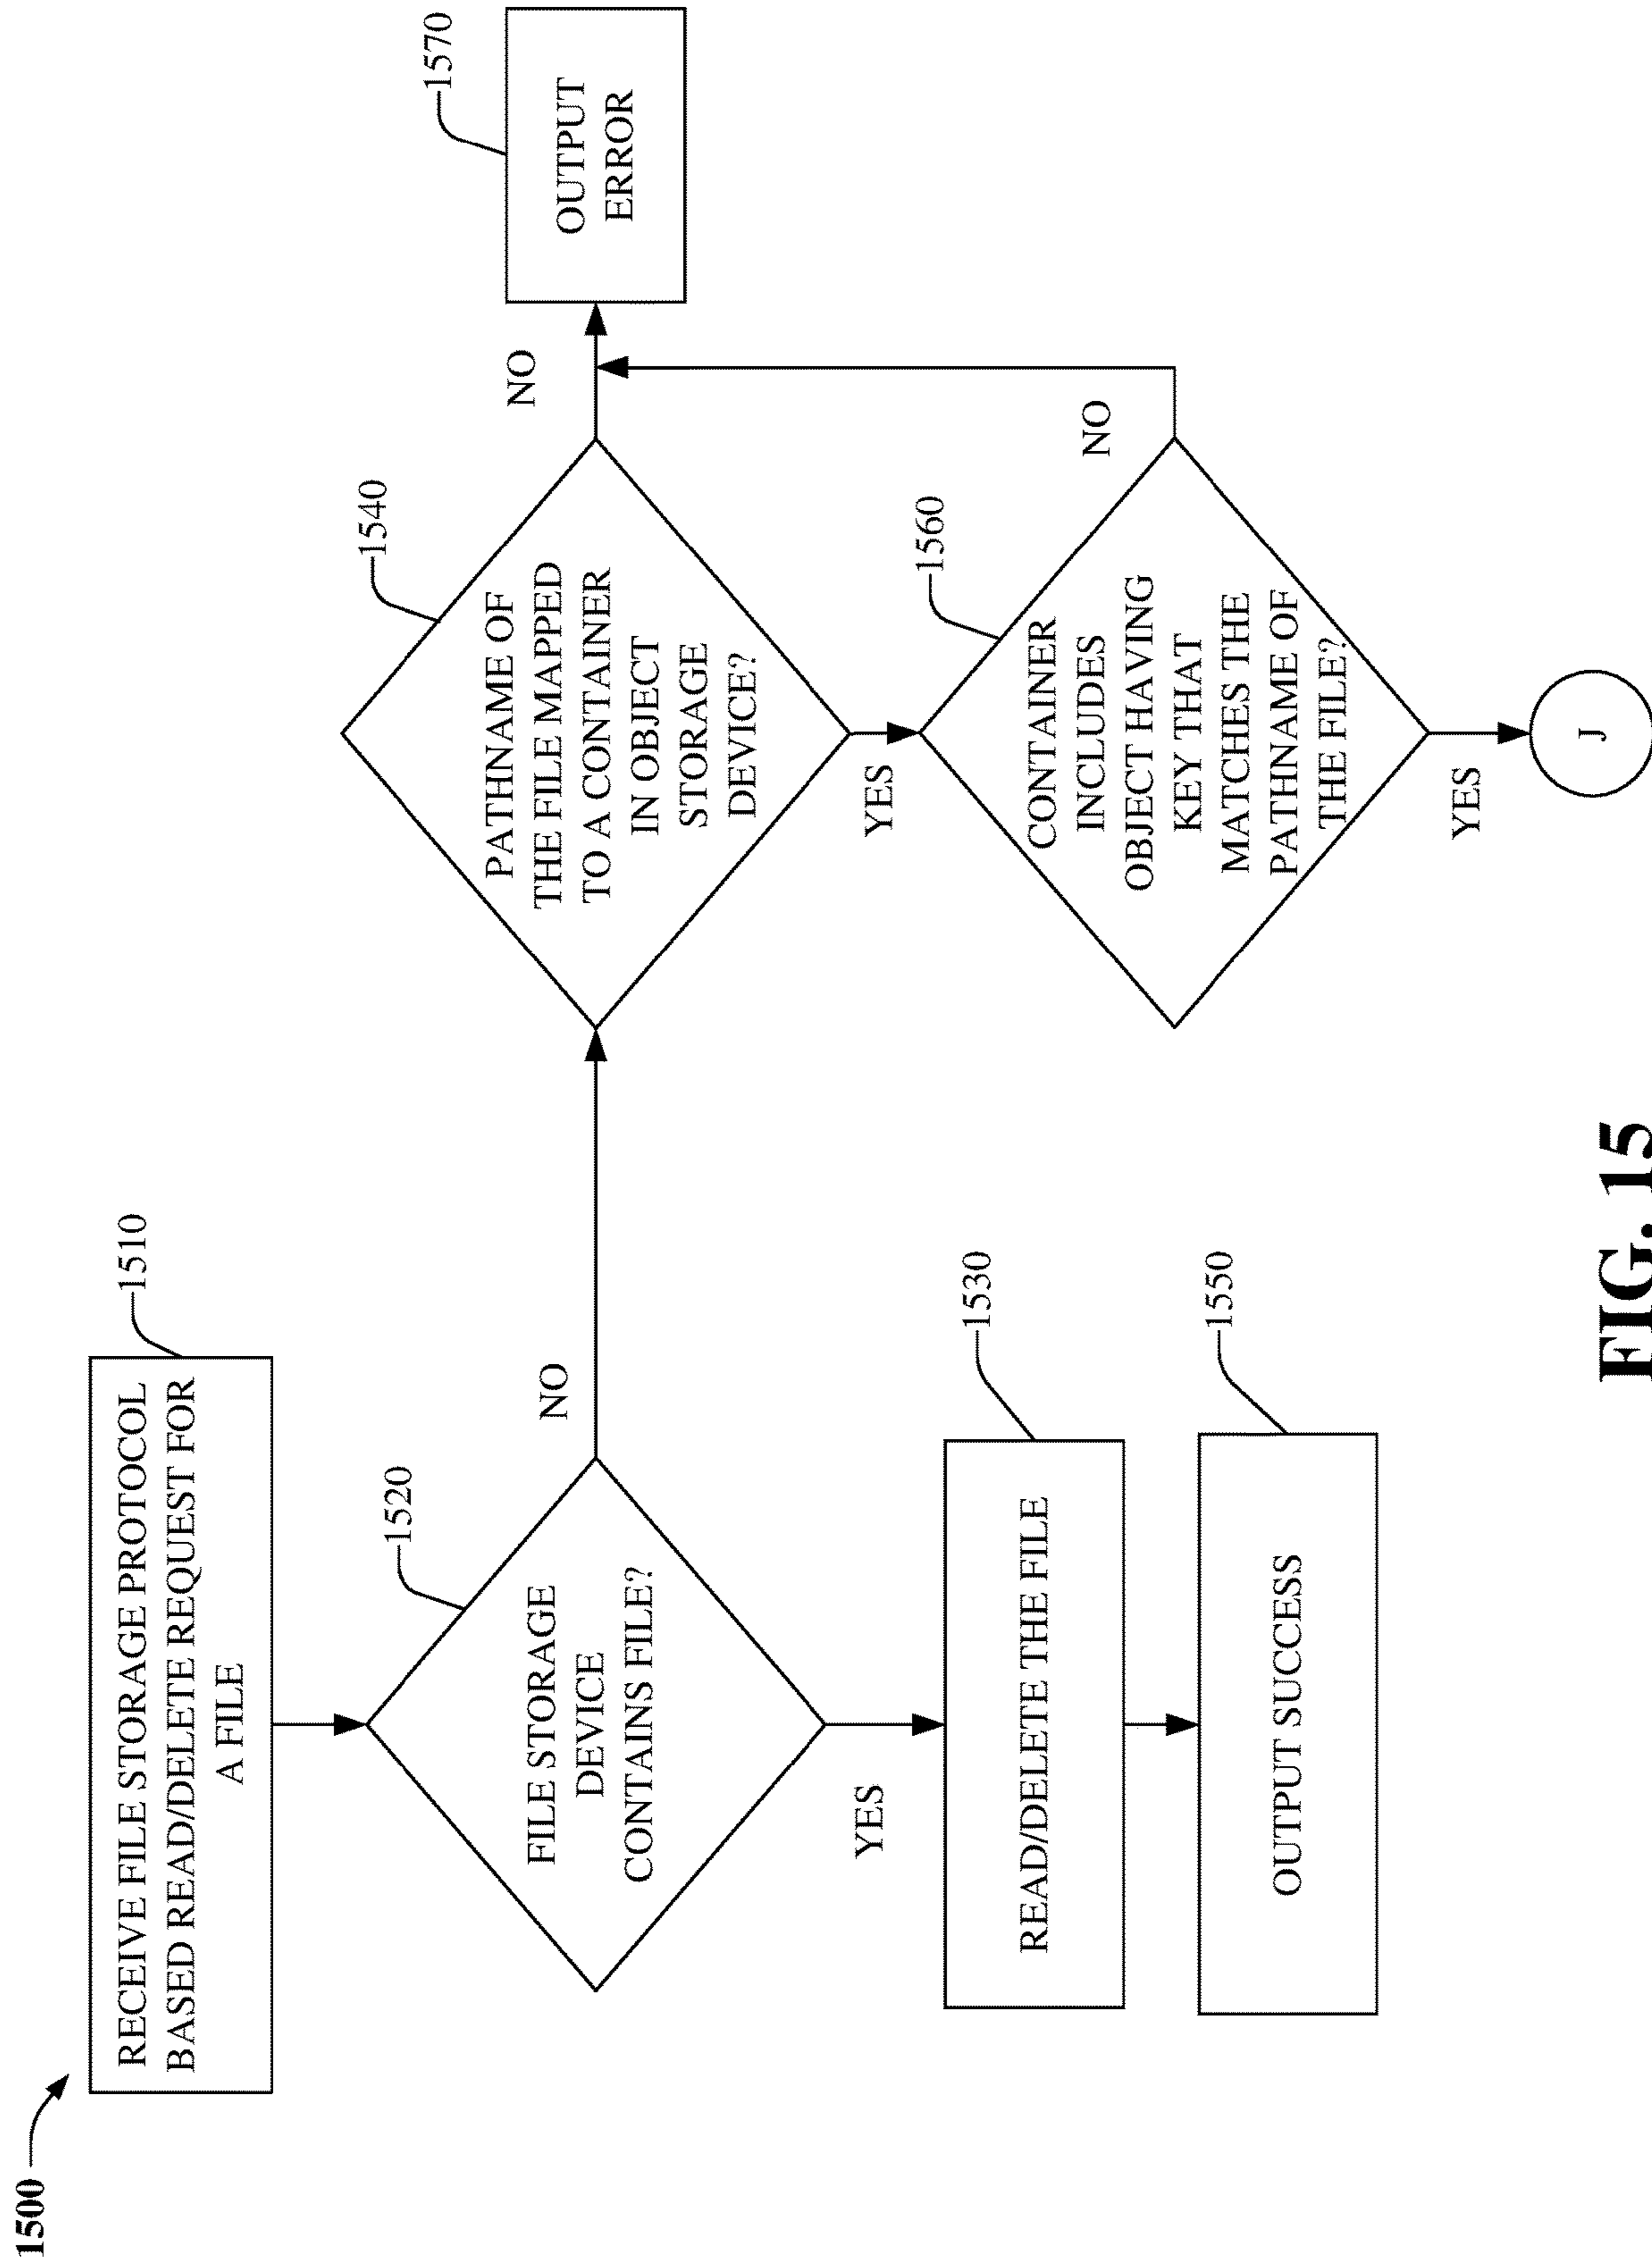 1500
RECEIVE FILE STORAGE PROTOCOL
BASED READ/DELETE REQUEST FOR
A FILE
1510
FILE STORAGE
DEVICE
CONTAINS FILE?
1520
NO
YES
READ/DELETE THE FILE
1530
OUTPUT SUCCESS
1550
PATHNAME OF
THE FILE MAPPED
TO A CONTAINER
IN OBJECT
STORAGE
DEVICE?
1540
NO
OUTPUT
ERROR
1570
YES
CONTAINER
INCLUDES
OBJECT HAVING
KEY THAT
MATCHES THE
PATHNAME OF
THE FILE?
1560
NO
YES
J
FIG. 15